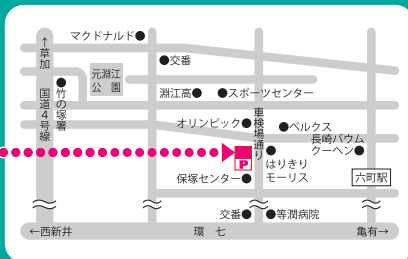 マクドナルド
↑草加
交番
元淵江
公園
竹の塚署
国道4号線
淵江高
スポーツセンター
オリンピック
車検場通り
ベルクス
長崎バウム
クーヘン
P
はりきり
モーリス
保塚センター
六町駅
交番
等潤病院
←西新井
環七
亀有→